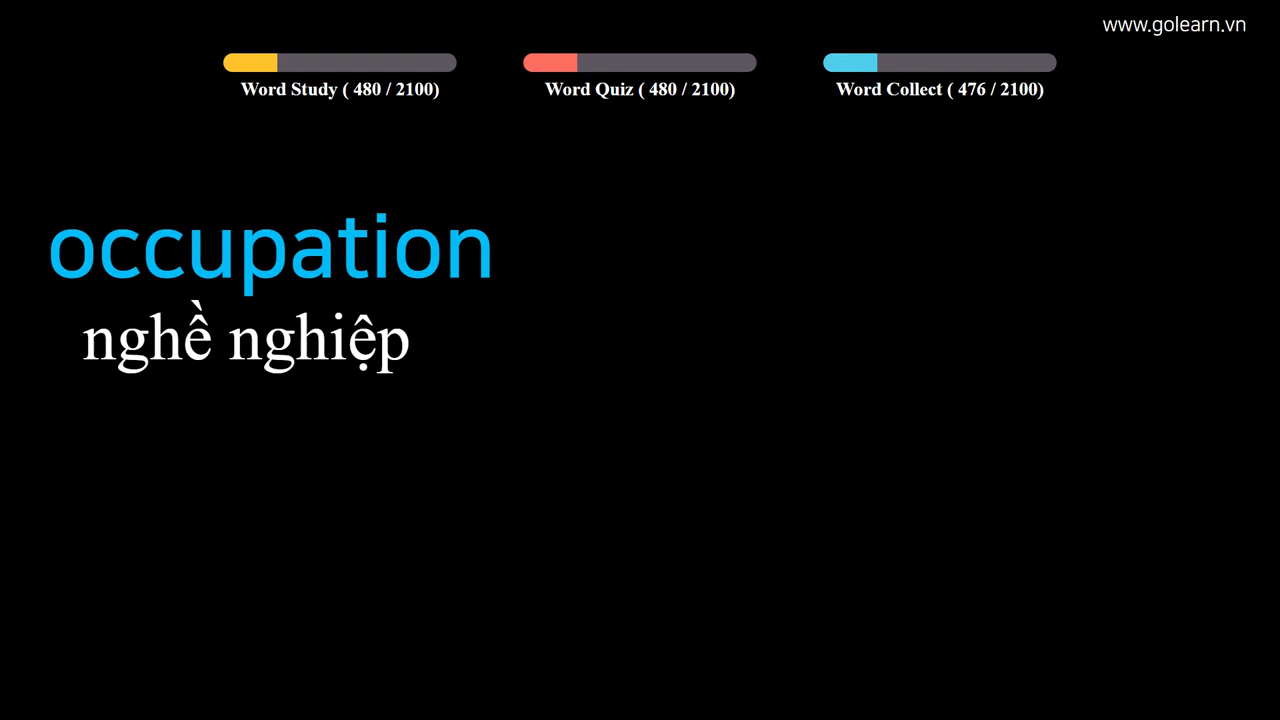 www.golearn.vn
Word Study ( 480 / 2100)
Word Quiz ( 480 / 2100)
Word Collect ( 476 / 2100)
occupation
nghề nghiệp